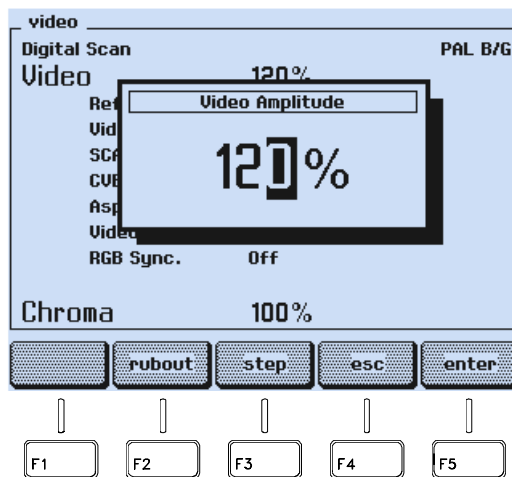 video
Digital Scan PAL B/G
Video 120%
Ref
Vid
SCA
CVB
Asp
Video
RGB Sync. Off
Chroma 100%
Video Amplitude
120%
rubout step esc enter
F1 F2 F3 F4 F5